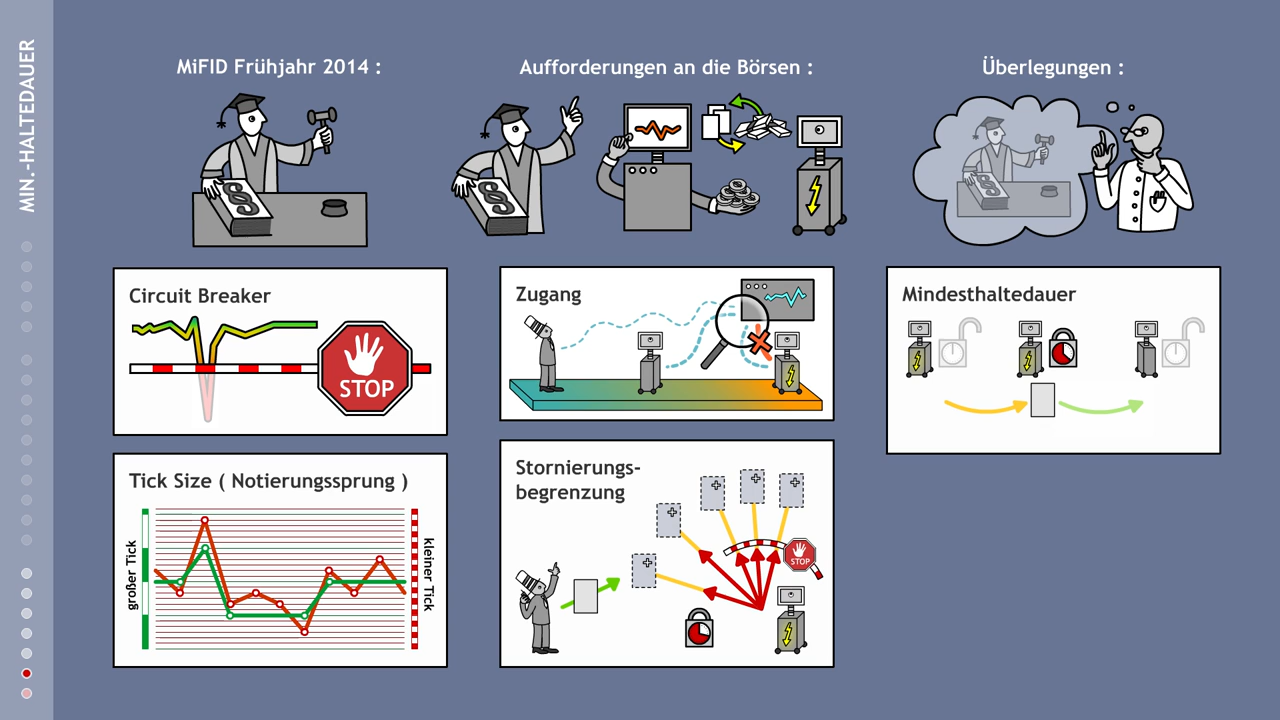 MIN.-HALTEDAUER
MiFID Frühjahr 2014 :
Aufforderungen an die Börsen :
Überlegungen :
Circuit Breaker
STOP
Zugang
Mindesthaltedauer
Tick Size ( Notierungssprung )
großer Tick
kleiner Tick
Stornierungs-
begrenzung
STOP